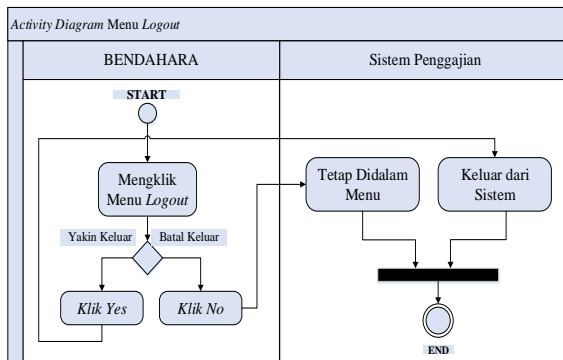 Activity Diagram Menu Logout
BENDAHARA
Sistem Penggajian
START
Mengklik
Menu Logout
Yakin Keluar
Batal Keluar
Klik Yes
Klik No
Tetap Didalam
Menu
Keluar dari
Sistem
END